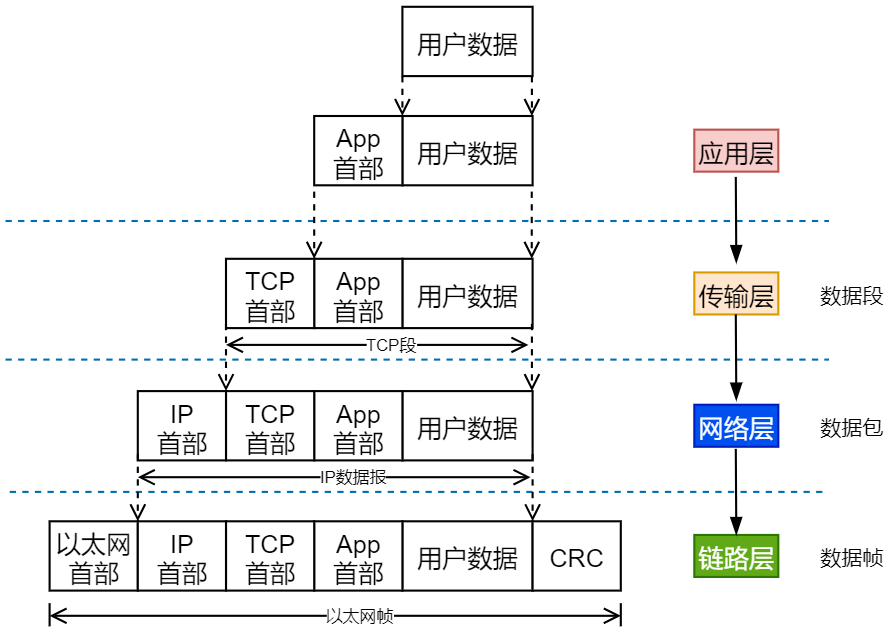 用户数据
App
首部
用户数据
应用层
TCP
首部
App
首部
用户数据
传输层
数据段
TCP段
IP
首部
TCP
首部
App
首部
用户数据
网络层
数据包
IP数据报
以太网
首部
IP
首部
TCP
首部
App
首部
用户数据
CRC
链路层
数据帧
以太网帧